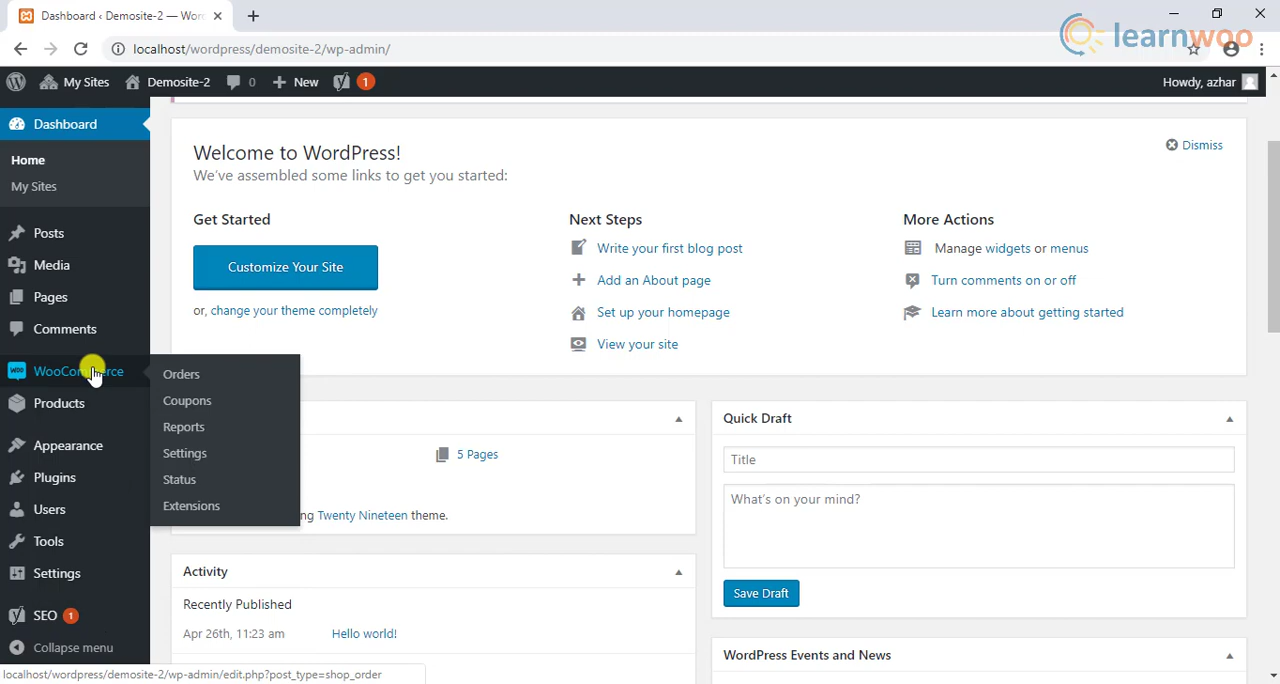 Dashboard ‹ Demosite-2 — Wor
learnwoo
localhost/wordpress/demosite-2/wp-admin/
My Sites
Demosite-2
0
New
1
Howdy, azhar
Dashboard
Home
My Sites
Posts
Media
Pages
Comments
WooCommerce
Products
Appearance
Plugins
Users
Tools
Settings
SEO 1
Collapse menu
Orders
Coupons
Reports
Settings
Status
Extensions
Welcome to WordPress!
We've assembled some links to get you started:
Dismiss
Get Started
Customize Your Site
or, change your theme completely
Next Steps
Write your first blog post
Add an About page
Set up your homepage
View your site
More Actions
Manage widgets or menus
Turn comments on or off
Learn more about getting started
5 Pages
ng Twenty Nineteen theme.
Activity
Recently Published
Apr 26th, 11:23 am
Hello world!
Quick Draft
Title
What's on your mind?
Save Draft
WordPress Events and News
localhost/wordpress/demosite-2/wp-admin/edit.php?post_type=shop_order